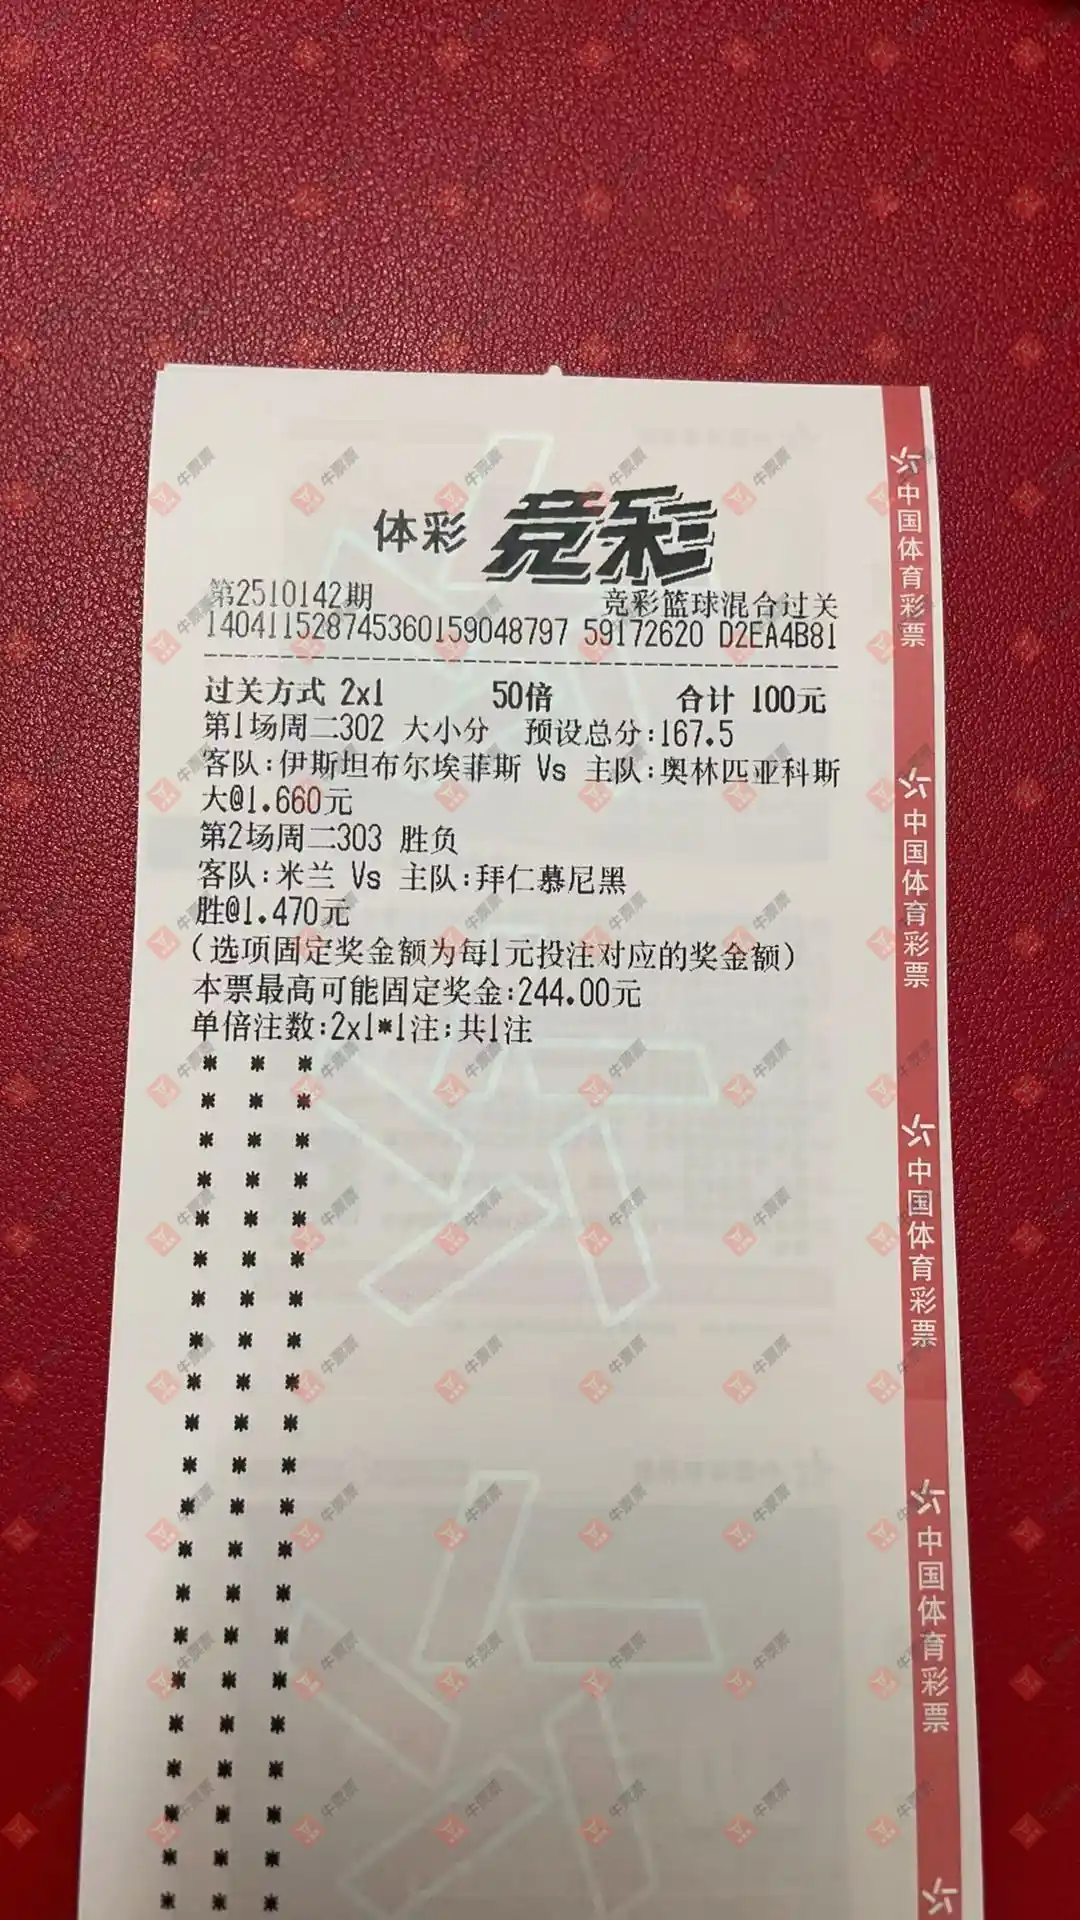 体彩 竞彩
第2510142期 竞彩篮球混合过关
140411528745360159048797 59172620 D2EA4B81
过关方式 2x1 50倍 合计 100元
第1场周二302 大小分 预设总分:167.5
客队:伊斯坦布尔埃菲斯 Vs 主队:奥林匹亚科斯
大@1.660元
第2场周二303 胜负
客队:米兰 Vs 主队:拜仁慕尼黑
胜@1.470元
(选项固定奖金额为每1元投注对应的奖金额)
本票最高可能固定奖金:244.00元
单倍注数:2x1*1注;共1注
中国体育彩票
中国体育彩票
中国体育彩票
中国体育彩票
牛票票